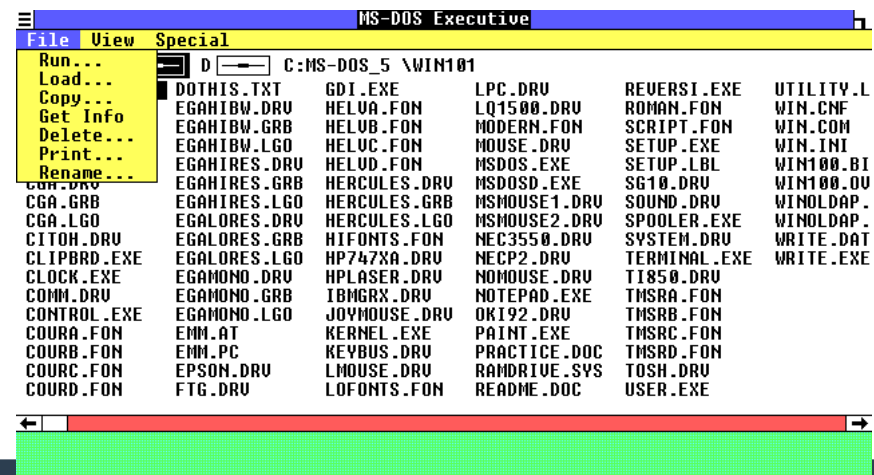 MS-DOS Executive
File View Special
D C:MS-DOS_5 \WIN101
Run...
Load...
Copy...
Get Info
Delete...
Print...
Rename...
DOTHIS.TXT GDI.EXE LPC.DRV REVERSI.EXE UTILITY.L
EGAHIBW.DRV HELVA.FON LQ1500.DRV ROMAN.FON WIN.CNF
EGAHIBW.GRB HELVB.FON MODERN.FON SCRIPT.FON WIN.COM
EGAHIBW.LGO HELVC.FON MOUSE.DRV SETUP.EXE WIN.INI
EGAHIRES.DRV HELVD.FON MSDOS.EXE SETUP.LBL WIN100.BI
CGA.DRV EGAHIRES.GRB HERCULES.DRV MSDOSD.EXE SG10.DRV WIN100.OV
CGA.GRB EGAHIRES.LGO HERCULES.GRB MSMOUSE1.DRV SOUND.DRV WINOLDAP.
CGA.LGO EGALORES.DRV HERCULES.LGO MSMOUSE2.DRV SPOOLER.EXE WINOLDAP.
CITOH.DRV EGALORES.GRB HIFONTS.FON NEC3550.DRV SYSTEM.DRV WRITE.DAT
CLIPBRD.EXE EGALORES.LGO HP747XA.DRV NECP2.DRV TERMINAL.EXE WRITE.EXE
CLOCK.EXE EGAMONO.DRV HPLASER.DRV NOMOUSE.DRV TI850.DRV
COMM.DRV EGAMONO.GRB IBMGRX.DRV NOTEPAD.EXE TMSRA.FON
CONTROL.EXE EGAMONO.LGO JOYMOUSE.DRV OKI92.DRV TMSRB.FON
COURA.FON EMM.AT KERNEL.EXE PAINT.EXE TMSRC.FON
COURB.FON EMM.PC KEYBUS.DRV PRACTICE.DOC TMSRD.FON
COURC.FON EPSON.DRV LMOUSE.DRV RAMDRIVE.SYS TOSH.DRV
COURD.FON FTG.DRV LOFONTS.FON README.DOC USER.EXE